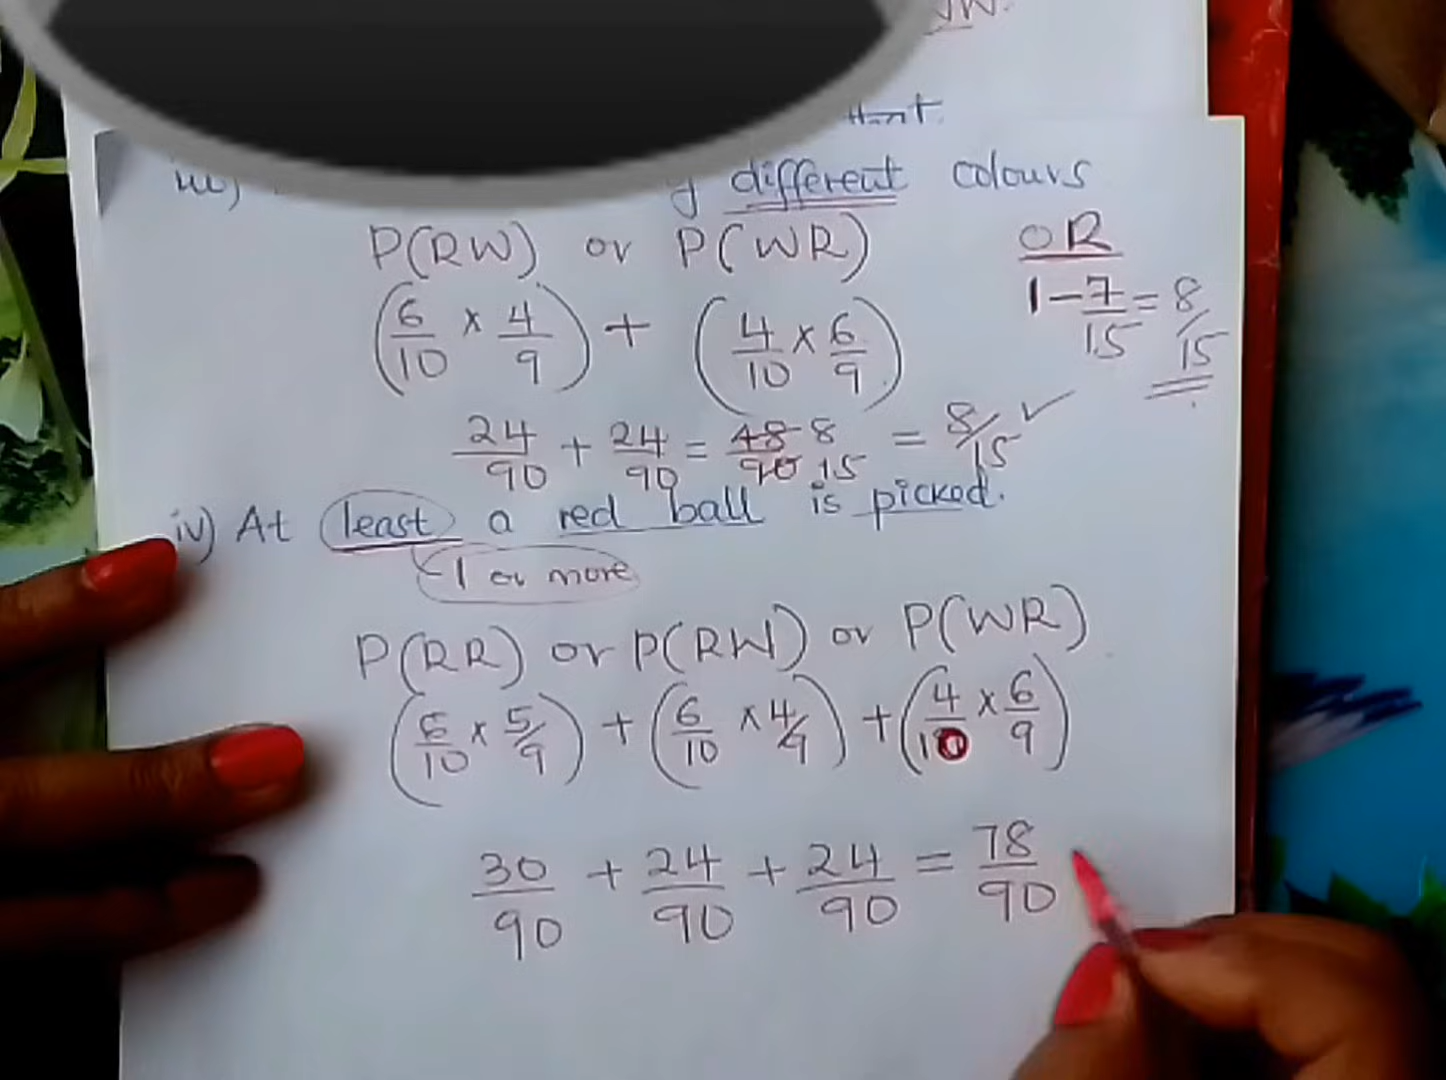 iii) different colours
P(RW) or P(WR)
(6/10 × 4/9) + (4/10 × 6/9)
OR
1 - 7/15 = 8/15
24/90 + 24/90 = 48/90 8/15 = 8/15 ✓
iv) At least a red ball is picked.
1 or more
P(RR) or P(RW) or P(WR)
(6/10 × 5/9) + (6/10 × 4/9) + (4/10 × 6/9)
30/90 + 24/90 + 24/90 = 78/90